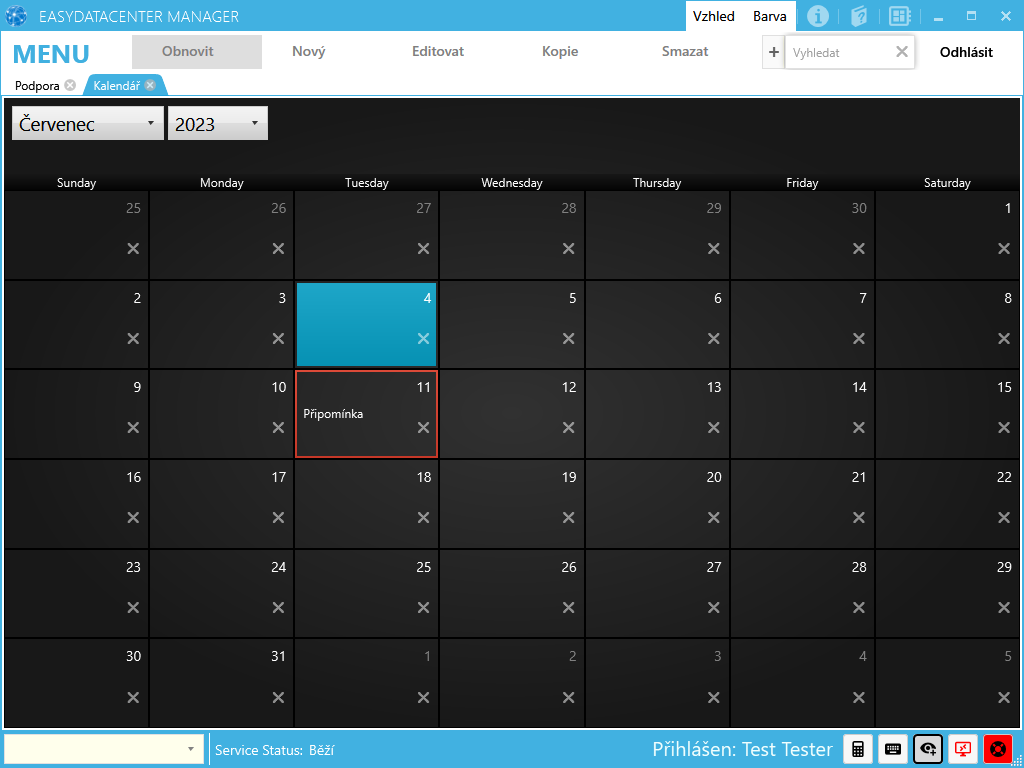 EASYDATACENTER MANAGER Vzhled Barva
MENU Obnovit Nový Editovat Kopie Smazat + Vyhledat Odhlásit
Podpora Kalendář
Červenec 2023
Sunday Monday Tuesday Wednesday Thursday Friday Saturday
25 26 27 28 29 30 1
2 3 4 5 6 7 8
9 10 11 12 13 14 15
Připomínka
16 17 18 19 20 21 22
23 24 25 26 27 28 29
30 31 1 2 3 4 5
Service Status: Běží Přihlášen: Test Tester